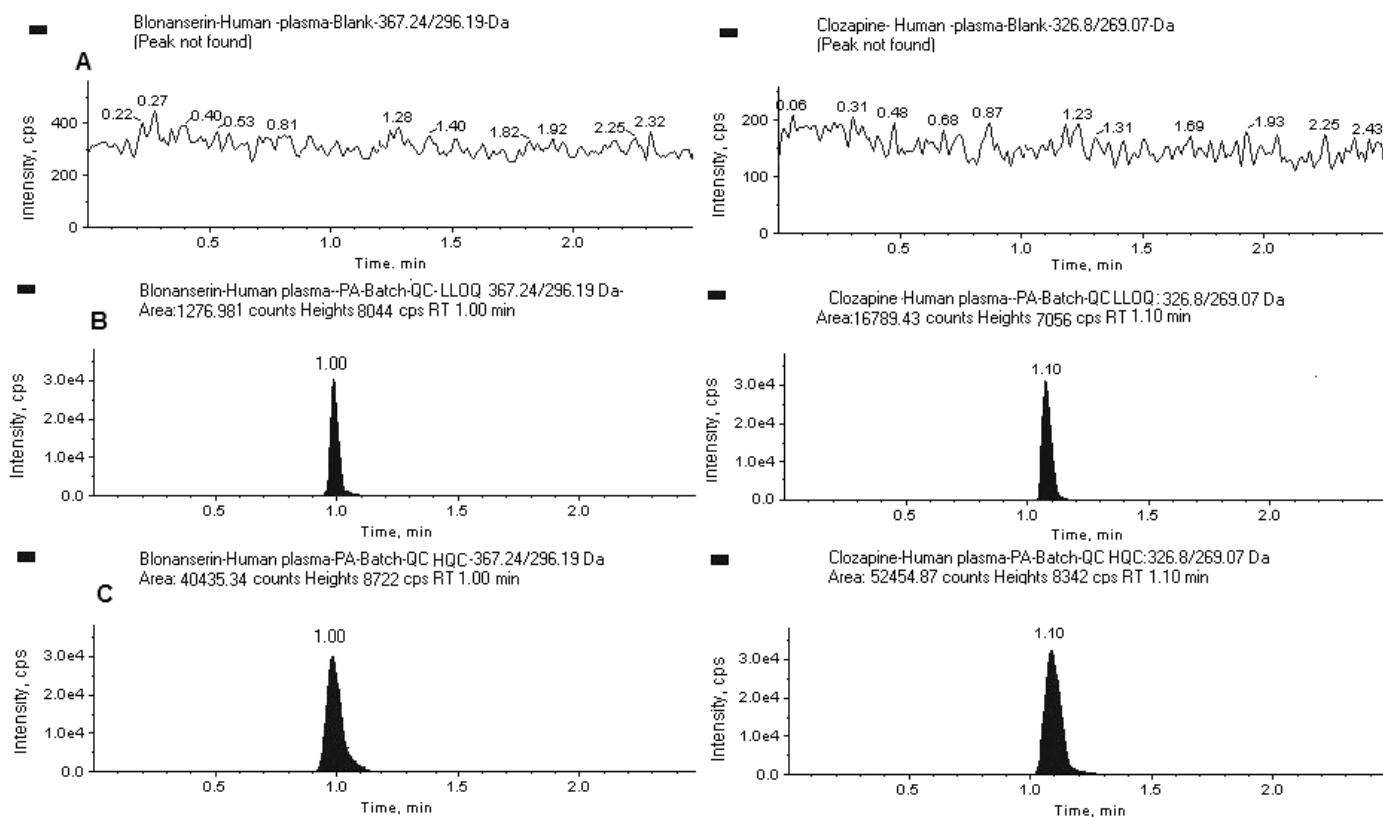 Blonanserin-Human -plasma-Blank-367.24/296.19-Da
(Peak not found)
A
Intensity, cps
400
200
0
0.22
0.27
0.40
0.53
0.81
1.28
1.40
1.82
1.92
2.25
2.32
0.5
1.0
1.5
2.0
Time, min
Clozapine- Human -plasma-Blank-326.8/269.07-Da
(Peak not found)
Intensity, cps
200
100
0
0.06
0.31
0.48
0.68
0.87
1.23
1.31
1.69
1.93
2.25
2.43
0.5
1.0
1.5
2.0
Time, min
Blonanserin-Human plasma--PA-Batch-QC-LLOQ 367.24/296.19 Da-
Area:1276.981 counts Heights 8044 cps RT 1.00 min
B
Intensity, cps
3.0e4
2.0e4
1.0e4
0.0
1.00
0.5
1.0
1.5
2.0
Time, min
Clozapine-Human plasma--PA-Batch-QC LLOQ:326.8/269.07 Da
Area:16789.43 counts Heights 7056 cps RT 1.10 min
Intensity, cps
3.0e4
2.0e4
1.0e4
0.0
1.10
0.5
1.0
1.5
2.0
Time, min
Blonanserin-Human plasma-PA-Batch-QC HQC-367.24/296.19 Da
Area: 40435.34 counts Heights 8722 cps RT 1.00 min
C
Intensity, cps
3.0e4
2.0e4
1.0e4
0.0
1.00
0.5
1.0
1.5
2.0
Time, min
Clozapine-Human plasma-PA-Batch-QC HQC:326.8/269.07 Da
Area: 52454.87 counts Heights 8342 cps RT 1.10 min
Intensity, cps
3.0e4
2.0e4
1.0e4
0.0
1.10
0.5
1.0
1.5
2.0
Time, min